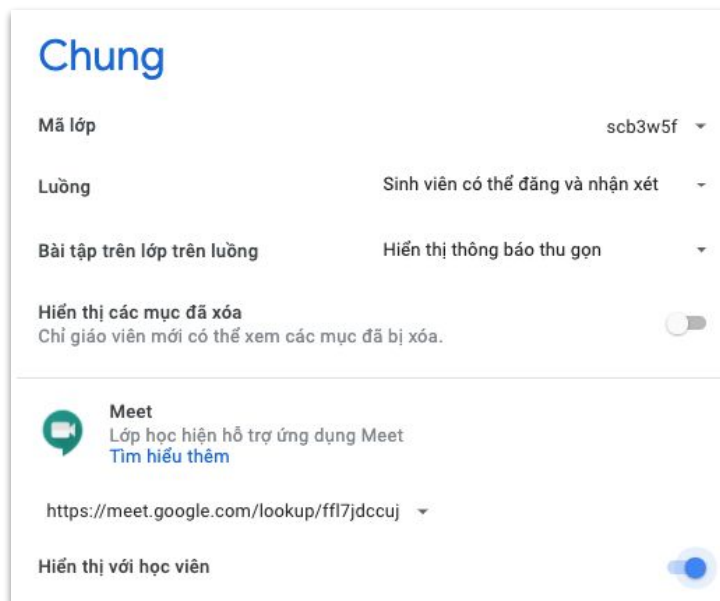 Chung
Mã lớp scb3w5f
Luồng Sinh viên có thể đăng và nhận xét
Bài tập trên lớp trên luồng Hiển thị thông báo thu gọn
Hiển thị các mục đã xóa
Chỉ giáo viên mới có thể xem các mục đã bị xóa.
Meet
Lớp học hiện hỗ trợ ứng dụng Meet
Tìm hiểu thêm
https://meet.google.com/lookup/ffl7jdccuj
Hiển thị với học viên